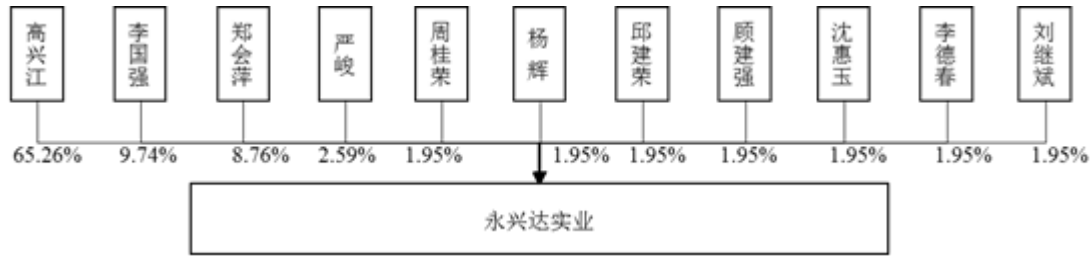 高兴江
李国强
郑会萍
严峻
周桂荣
杨辉
邱建荣
顾建强
沈惠玉
李德春
刘继斌
65.26% 9.74% 8.76% 2.59% 1.95% 1.95% 1.95% 1.95% 1.95% 1.95% 1.95%
永兴达实业